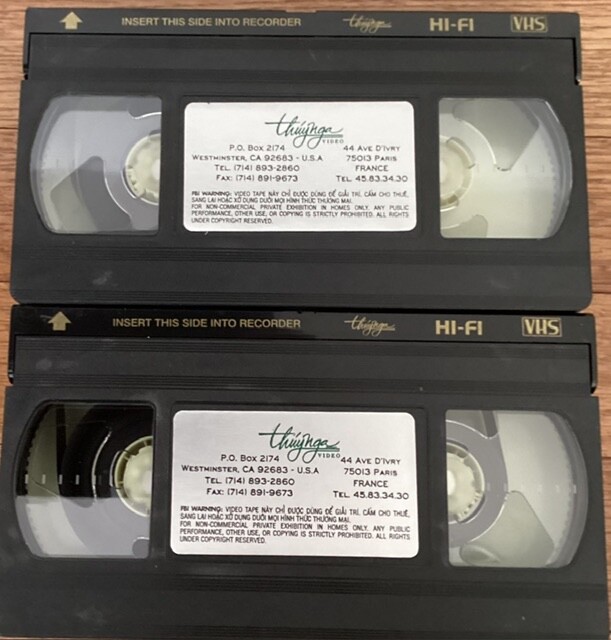 INSERT THIS SIDE INTO RECORDER thúynga HI-FI VHS
thúynga
VIDEO
P.O. Box 2174 44 Ave D'Ivry
Westminster, CA 92683 - U.S.A 75013 Paris
Tel. (714) 893-2860 FRANCE
Fax: (714) 891-9673 Tel. 45.83.34.30
FBI WARNING: VIDEO TAPE NÀY CHỈ ĐƯỢC DÙNG ĐỂ GIẢI TRÍ. CẤM CHO THUÊ,
SANG LẠI HOẶC XỬ DỤNG DƯỚI MỌI HÌNH THỨC THƯƠNG MẠI.
FOR NON-COMMERCIAL PRIVATE EXHIBITION IN HOMES ONLY. ANY PUBLIC
PERFORMANCE, OTHER USE, OR COPYING IS STRICTLY PROHIBITED. ALL RIGHTS
UNDER COPYRIGHT RESERVED.
INSERT THIS SIDE INTO RECORDER thúynga HI-FI VHS
thúynga
VIDEO
P.O. Box 2174 44 Ave D'Ivry
Westminster, CA 92683 - U.S.A 75013 Paris
Tel. (714) 893-2860 FRANCE
Fax: (714) 891-9673 Tel. 45.83.34.30
FBI WARNING: VIDEO TAPE NÀY CHỈ ĐƯỢC DÙNG ĐỂ GIẢI TRÍ. CẤM CHO THUÊ,
SANG LẠI HOẶC XỬ DỤNG DƯỚI MỌI HÌNH THỨC THƯƠNG MẠI.
FOR NON-COMMERCIAL PRIVATE EXHIBITION IN HOMES ONLY. ANY PUBLIC
PERFORMANCE, OTHER USE, OR COPYING IS STRICTLY PROHIBITED. ALL RIGHTS
UNDER COPYRIGHT RESERVED.